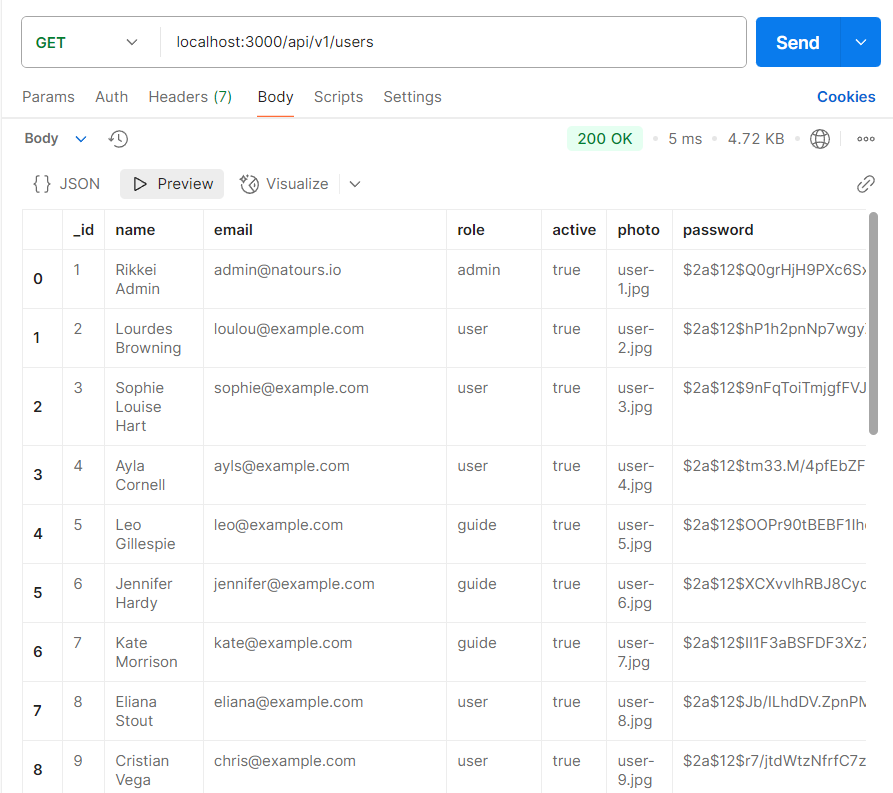 GET localhost:3000/api/v1/users Send
Params Auth Headers (7) Body Scripts Settings Cookies
Body 200 OK 5 ms 4.72 KB
{} JSON Preview Visualize
_id name email role active photo password
0 1 Rikkei Admin admin@natours.io admin true user-1.jpg $2a$12$Q0grHjH9PXc6Sx
1 2 Lourdes Browning loulou@example.com user true user-2.jpg $2a$12$hP1h2pnNp7wgy
2 3 Sophie Louise Hart sophie@example.com user true user-3.jpg $2a$12$9nFqToiTmjgfFVJ
3 4 Ayla Cornell ayls@example.com user true user-4.jpg $2a$12$tm33.M/4pfEbZF
4 5 Leo Gillespie leo@example.com guide true user-5.jpg $2a$12$OOPr90tBEBF1Iho
5 6 Jennifer Hardy jennifer@example.com guide true user-6.jpg $2a$12$XCXvvlhRBJ8Cyc
6 7 Kate Morrison kate@example.com guide true user-7.jpg $2a$12$II1F3aBSFDF3Xz7
7 8 Eliana Stout eliana@example.com user true user-8.jpg $2a$12$Jb/ILhdDV.ZpnPM
8 9 Cristian Vega chris@example.com user true user-9.jpg $2a$12$r7/jtdWtzNfrfC7z